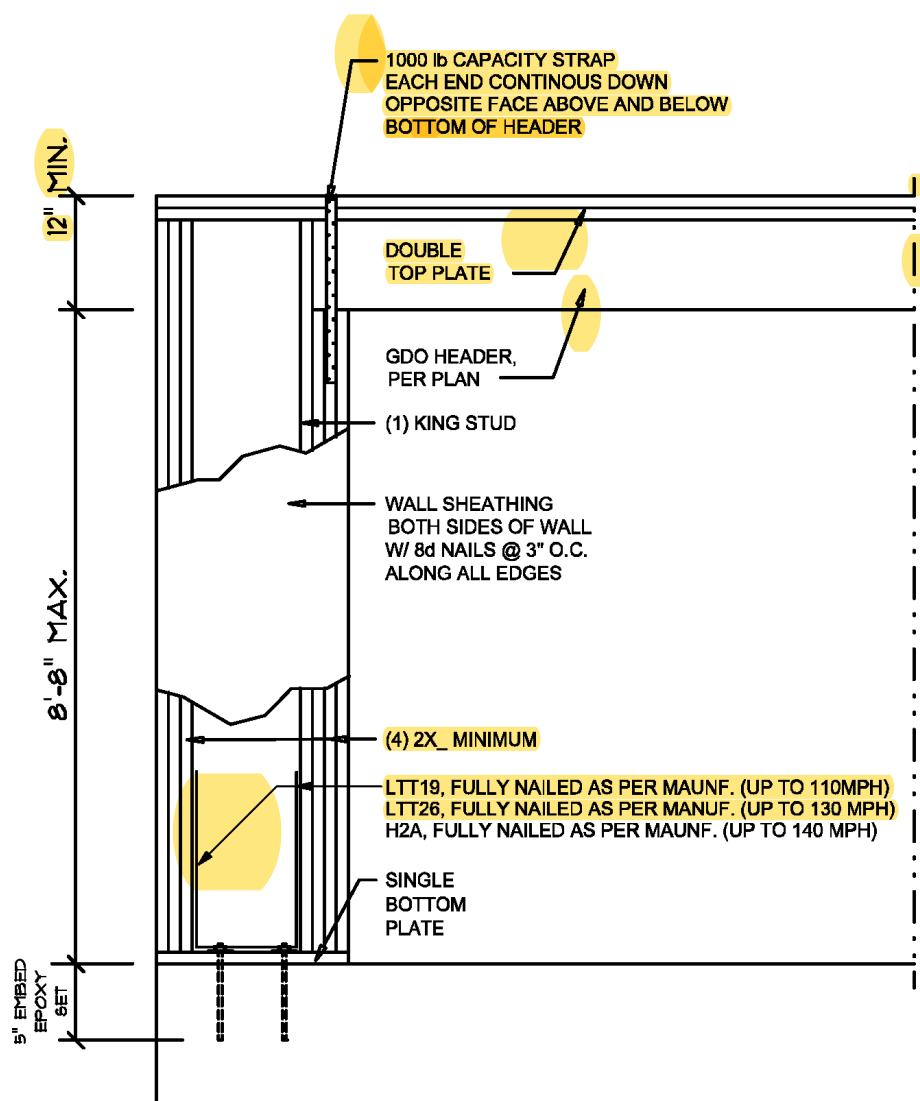 1000 lb CAPACITY STRAP
EACH END CONTINOUS DOWN
OPPOSITE FACE ABOVE AND BELOW
BOTTOM OF HEADER
12" MIN.
DOUBLE
TOP PLATE
GDO HEADER,
PER PLAN
(1) KING STUD
WALL SHEATHING
BOTH SIDES OF WALL
W/ 8d NAILS @ 3" O.C.
ALONG ALL EDGES
8'-8" MAX.
(4) 2X_ MINIMUM
LTT19, FULLY NAILED AS PER MAUNF. (UP TO 110MPH)
LTT26, FULLY NAILED AS PER MANUF. (UP TO 130 MPH)
H2A, FULLY NAILED AS PER MAUNF. (UP TO 140 MPH)
SINGLE
BOTTOM
PLATE
5" EMBED
EPOXY
SET